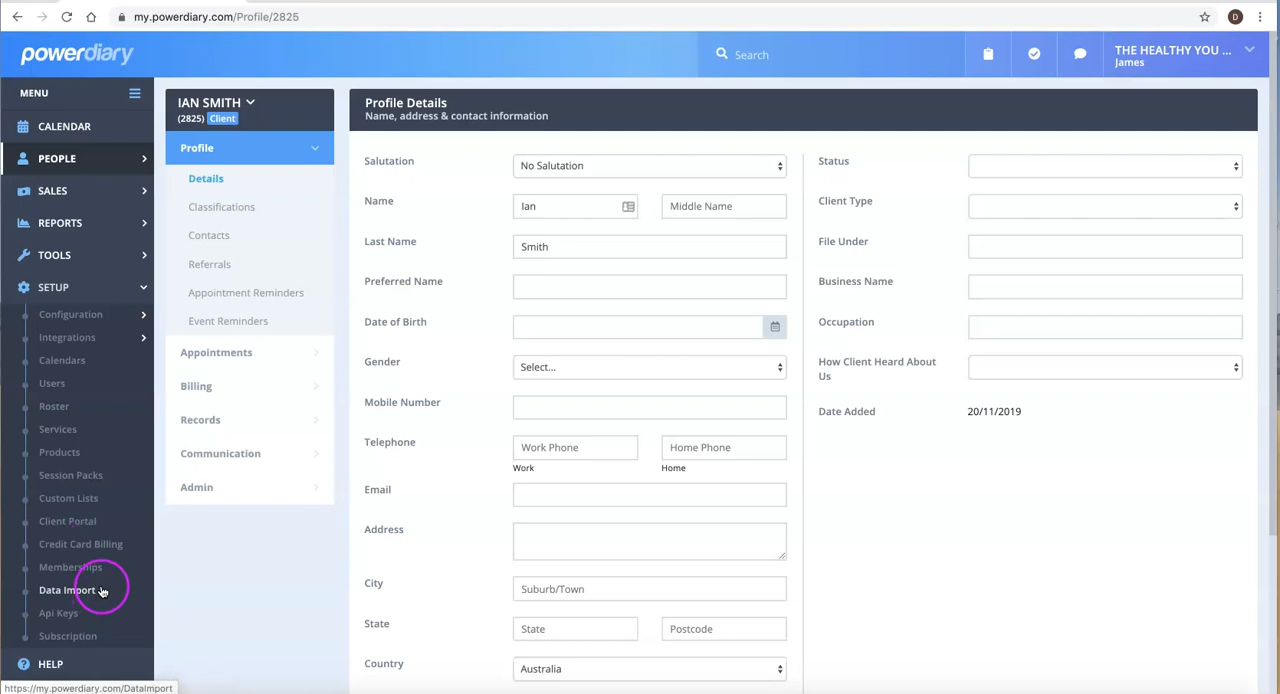 my.powerdiary.com/Profile/2825
D
powerdiary
Search
THE HEALTHY YOU ...
James
MENU
CALENDAR
PEOPLE
SALES
REPORTS
TOOLS
SETUP
Configuration
Integrations
Calendars
Users
Roster
Services
Products
Session Packs
Custom Lists
Client Portal
Credit Card Billing
Memberships
Data Import
Api Keys
Subscription
HELP
https://my.powerdiary.com/DataImport
IAN SMITH
(2825) Client
Profile
Details
Classifications
Contacts
Referrals
Appointment Reminders
Event Reminders
Appointments
Billing
Records
Communication
Admin
Profile Details
Name, address & contact information
Salutation No Salutation
Name Ian Middle Name
Last Name Smith
Preferred Name
Date of Birth
Gender Select...
Mobile Number
Telephone Work Phone Home Phone
Work Home
Email
Address
City Suburb/Town
State State Postcode
Country Australia
Status
Client Type
File Under
Business Name
Occupation
How Client Heard About
Us
Date Added 20/11/2019